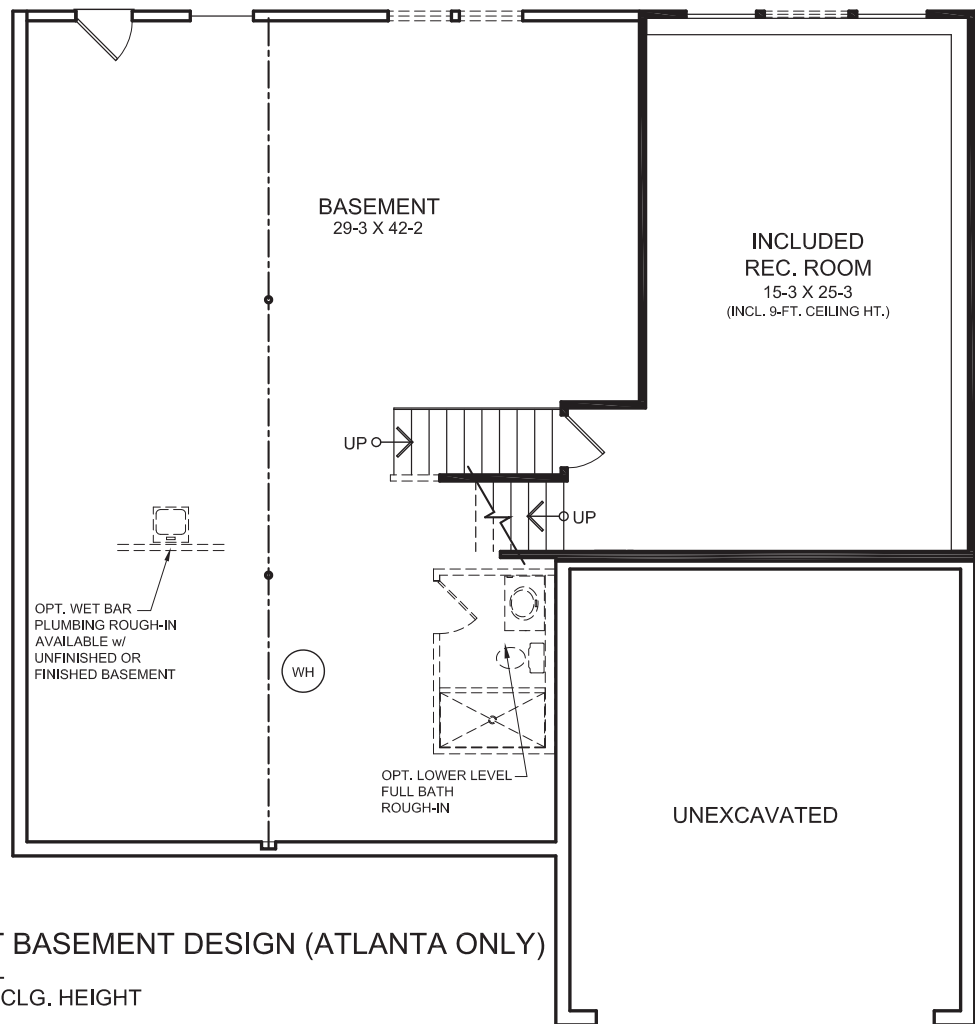 BASEMENT
29-3 X 42-2
INCLUDED
REC. ROOM
15-3 X 25-3
(INCL. 9-FT. CEILING HT.)
UP
UP
OPT. WET BAR
PLUMBING ROUGH-IN
AVAILABLE w/
UNFINISHED OR
FINISHED BASEMENT
WH
OPT. LOWER LEVEL
FULL BATH
ROUGH-IN
UNEXCAVATED
BASEMENT DESIGN (ATLANTA ONLY)
CLG. HEIGHT